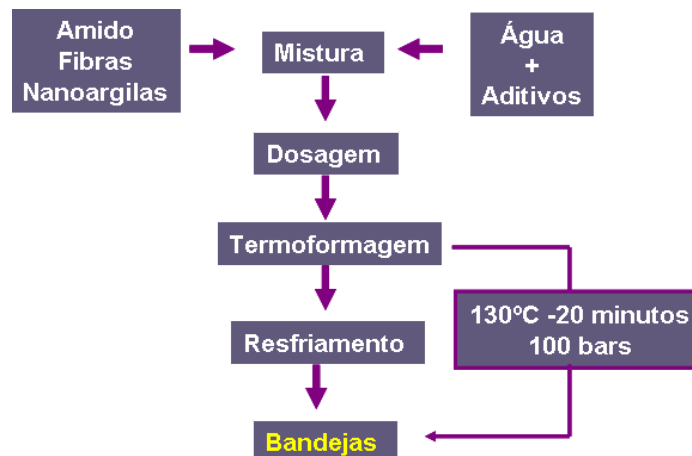 Amido
Fibras
Nanoargilas
Mistura
Água
+
Aditivos
Dosagem
Termoformagem
130ºC -20 minutos
100 bars
Resfriamento
Bandejas